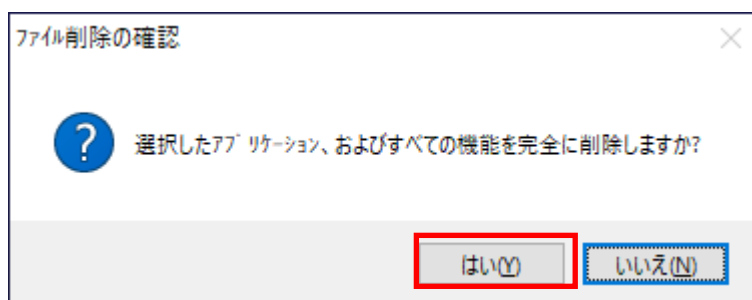 ﾌｧｲﾙ削除の確認
?
選択したｱﾌﾟﾘｹｰｼｮﾝ、およびすべての機能を完全に削除しますか?
はい(Y)
いいえ(N)